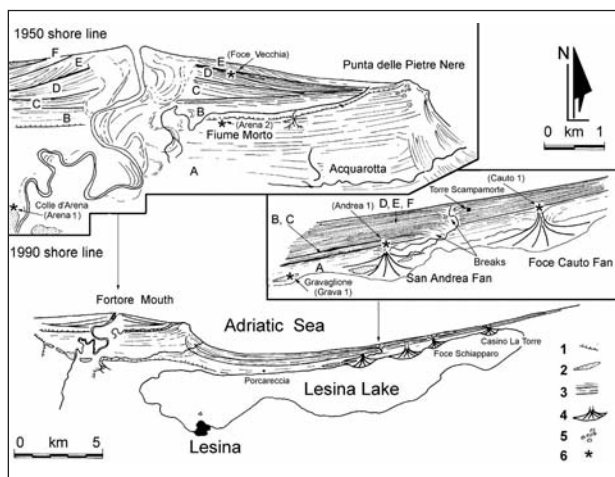 1950 shore line
F
E
D
C
B
E
D
(Foce Vecchia)
C
B
(Arena 2)
Fiume Morto
A
Punta delle Pietre Nere
Acquarotta
N
0 km 1
Colle d'Arena
(Arena 1)
1990 shore line
(Cauto 1)
Torre Scampamorte
(Andrea 1)
D, E, F
B, C
A
Breaks
Gravaglione
(Grava 1)
San Andrea Fan
Foce Cauto Fan
Fortore Mouth
Adriatic Sea
Casino La Torre
Foce Schiapparo
Porcareccia
Lesina Lake
Lesina
0 km 5
1
2
3
4
5
6